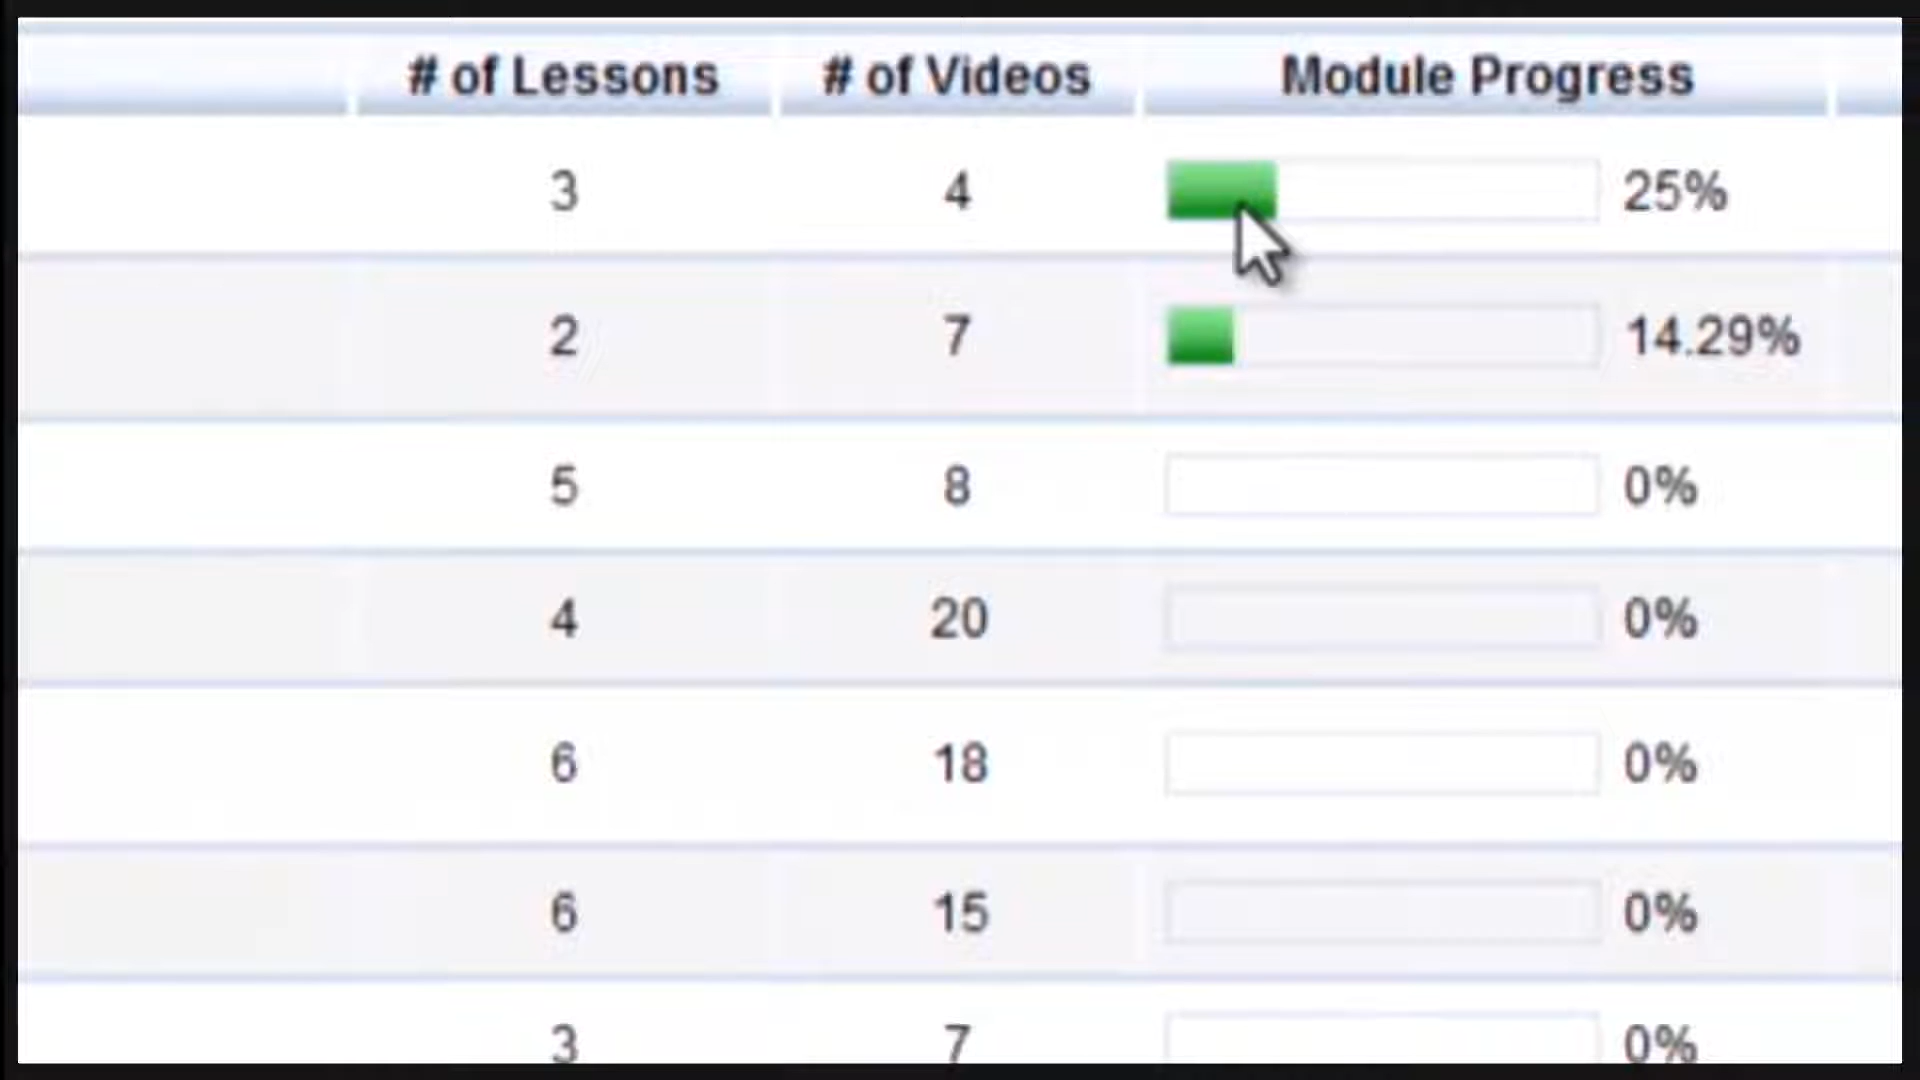 # of Lessons # of Videos Module Progress
3 4 25%
2 7 14.29%
5 8 0%
4 20 0%
6 18 0%
6 15 0%
3 7 0%